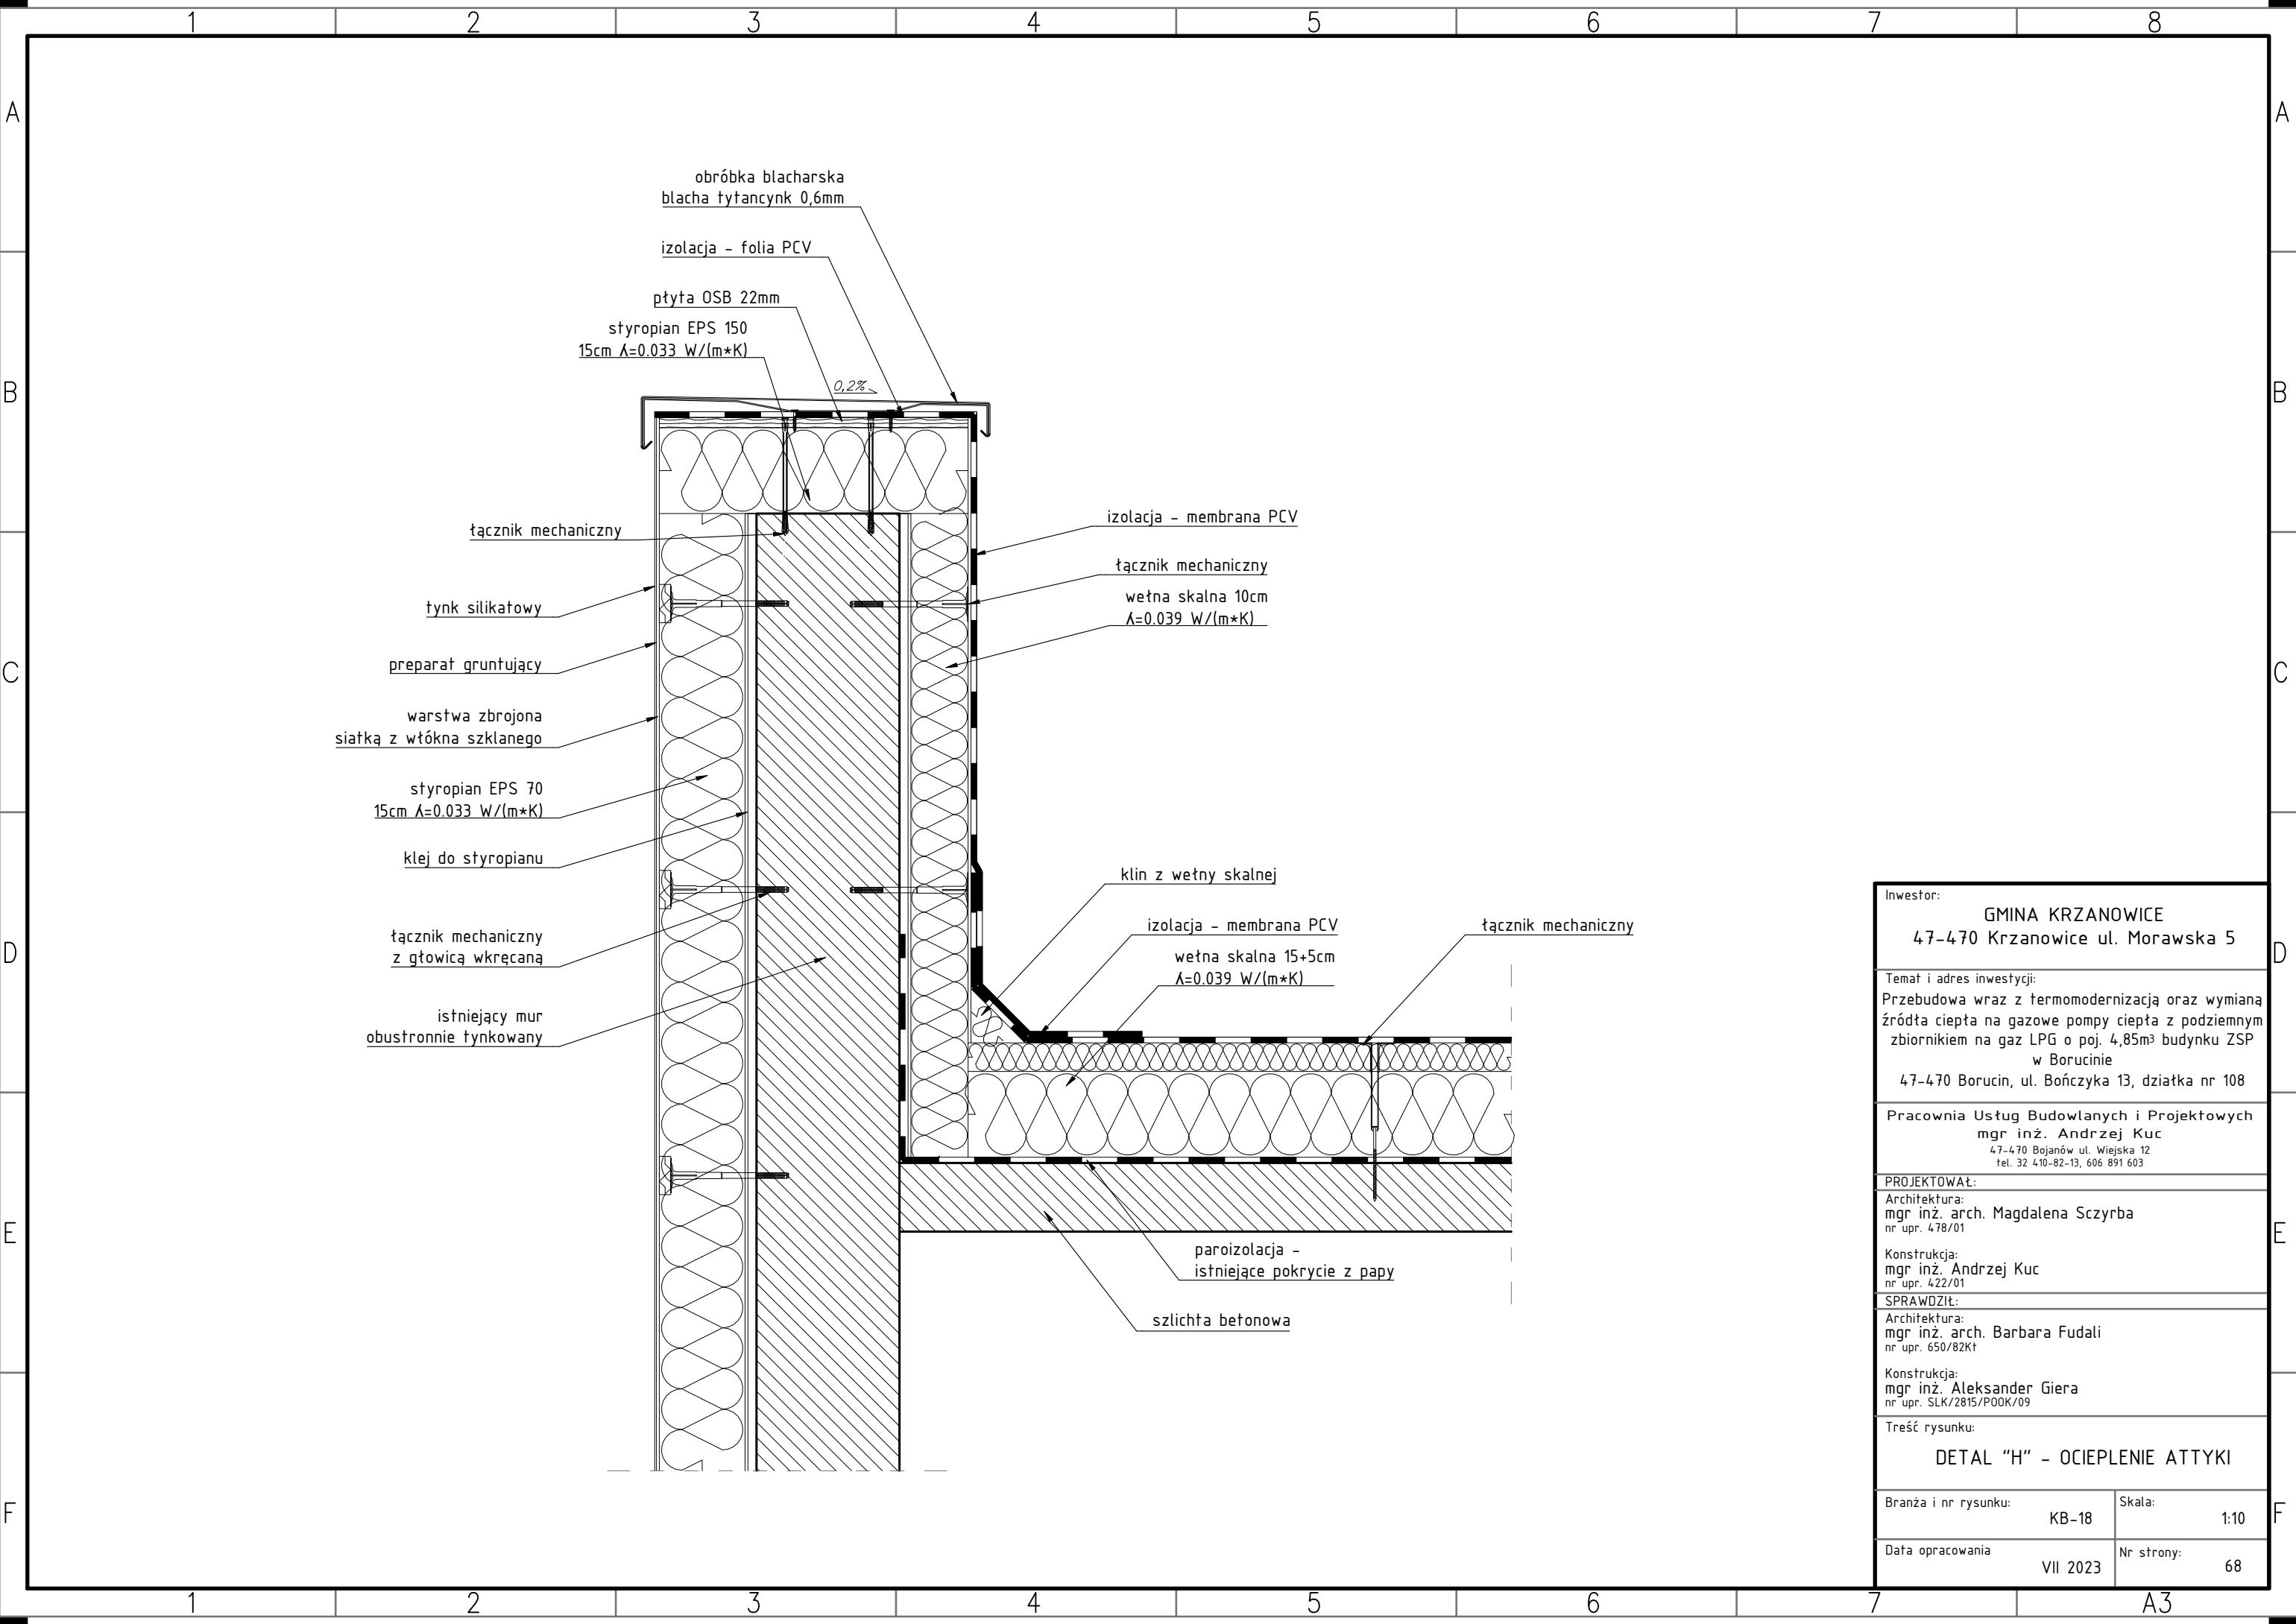 1 2 3 4 5 6 7 8
A A
B B
C C
D D
E E
F F
obróbka blacharska
blacha tytancynk 0,6mm
izolacja - folia PCV
płyta OSB 22mm
styropian EPS 150
15cm λ=0.033 W/(m*K)
0,2%
łącznik mechaniczny
tynk silikatowy
preparat gruntujący
warstwa zbrojona
siatką z włókna szklanego
styropian EPS 70
15cm λ=0.033 W/(m*K)
klej do styropianu
łącznik mechaniczny
z głowicą wkręcaną
istniejący mur
obustronnie tynkowany
izolacja - membrana PCV
łącznik mechaniczny
wełna skalna 10cm
λ=0.039 W/(m*K)
klin z wełny skalnej
izolacja - membrana PCV
wełna skalna 15+5cm
λ=0.039 W/(m*K)
łącznik mechaniczny
paroizolacja -
istniejące pokrycie z papy
szlichta betonowa
Inwestor:
GMINA KRZANOWICE
47-470 Krzanowice ul. Morawska 5
Temat i adres inwestycji:
Przebudowa wraz z termomodernizacją oraz wymianą
źródła ciepła na gazowe pompy ciepła z podziemnym
zbiornikiem na gaz LPG o poj. 4,85m³ budynku ZSP
w Borucinie
47-470 Borucin, ul. Bończyka 13, działka nr 108
Pracownia Usług Budowlanych i Projektowych
mgr inż. Andrzej Kuc
47-470 Bojanów ul. Wiejska 12
tel. 32 410-82-13, 606 891 603
PROJEKTOWAŁ:
Architektura:
mgr inż. arch. Magdalena Sczyrba
nr upr. 478/01
Konstrukcja:
mgr inż. Andrzej Kuc
nr upr. 422/01
SPRAWDZIŁ:
Architektura:
mgr inż. arch. Barbara Fudali
nr upr. 650/82Kt
Konstrukcja:
mgr inż. Aleksander Giera
nr upr. SLK/2815/POOK/09
Treść rysunku:
DETAL "H" - OCIEPLENIE ATTYKI
Branża i nr rysunku:
KB-18
Skala:
1:10
Data opracowania
VII 2023
Nr strony:
68
1 2 3 4 5 6 7 A3